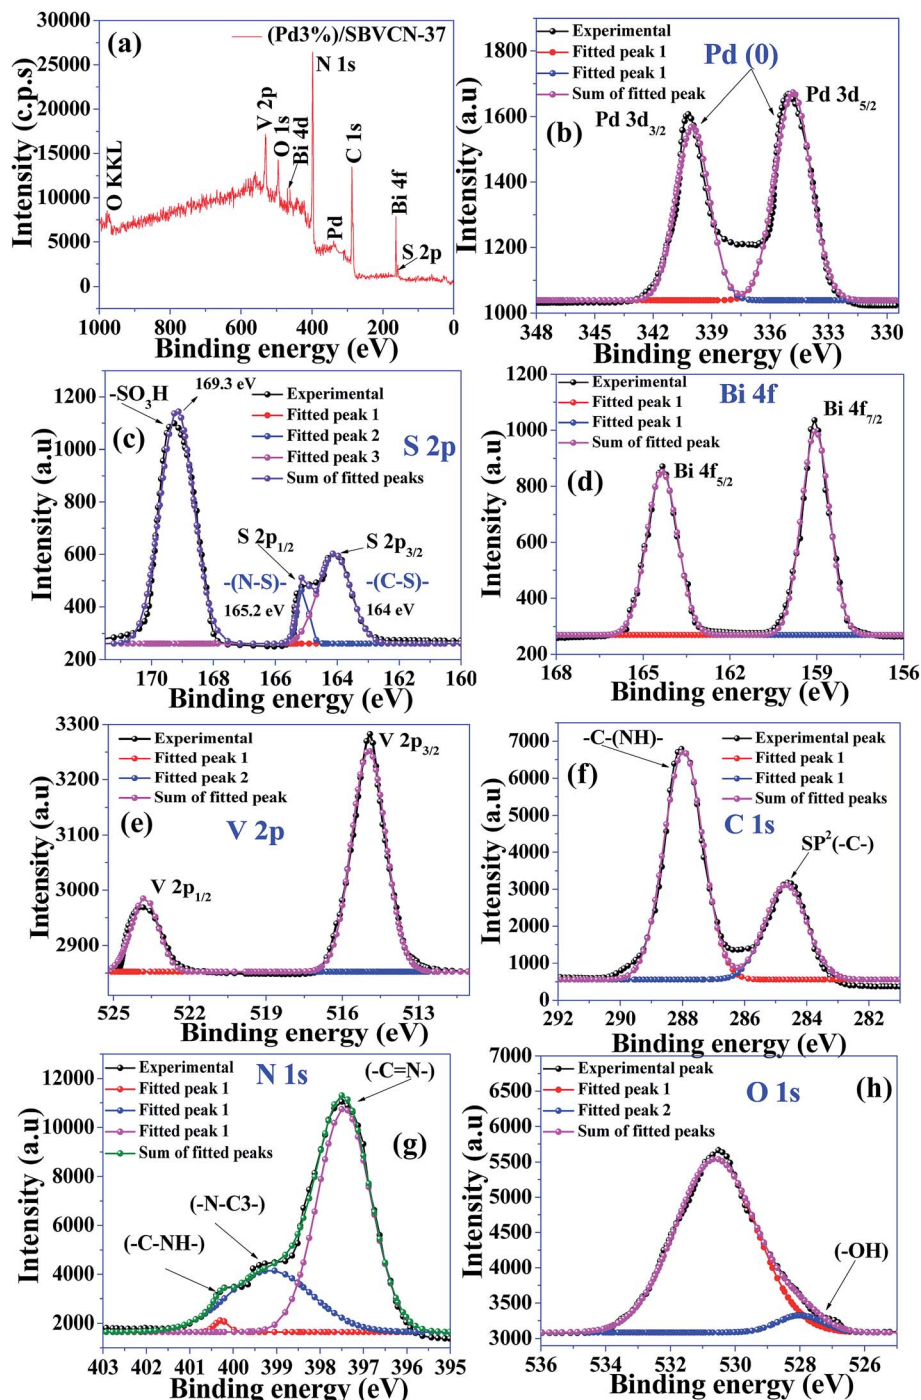 (a)
(Pd3%)/SBVCN-37
N 1s
V 2p
O 1s
Bi 4d
C 1s
Bi 4f
S 2p
Pd
O KKL
30000
25000
20000
15000
10000
5000
0
Intensity (c.p.s)
1000 800 600 400 200 0
Binding energy (eV)
(b)
Experimental
Fitted peak 1
Fitted peak 1
Sum of fitted peak
Pd (0)
Pd 3d3/2
Pd 3d5/2
1800
1600
1400
1200
1000
Intensity (a.u)
348 345 342 339 336 333 330
Binding energy (eV)
(c)
-SO3H
169.3 eV
Experimental
Fitted peak 1
Fitted peak 2
Fitted peak 3
Sum of fitted peaks
S 2p
S 2p1/2
S 2p3/2
-(N-S)-
-(C-S)-
165.2 eV
164 eV
1200
1000
800
600
400
200
Intensity (a.u)
170 168 166 164 162 160
Binding energy (eV)
(d)
Experimental
Fitted peak 1
Fitted peak 1
Sum of fitted peak
Bi 4f
Bi 4f7/2
Bi 4f5/2
1200
1000
800
600
400
200
Intensity (a.u)
168 165 162 159 156
Binding energy (eV)
(e)
Experimental
Fitted peak 1
Fitted peak 2
Sum of fitted peak
V 2p3/2
V 2p
V 2p1/2
3300
3250
3100
3000
2850
Intensity (a.u)
525 521 519 515 513
Binding energy (eV)
(f)
-C-(NH)-
Experimental peak
Fitted peak 1
Fitted peak 1
Sum of fitted peaks
C 1s
SP2(-C-)
7000
6000
5000
4000
3000
2000
1000
0
Intensity (a.u)
292 290 288 286 284 282
Binding energy (eV)
(g)
Experimental
Fitted peak 1
Fitted peak 1
Fitted peak 1
Sum of fitted peaks
N 1s
(-C=N-)
(-N-C3-)
(-C-NH-)
12000
10000
8000
6000
4000
2000
Intensity (a.u)
403 402 401 400 399 398 397 396 395
Binding energy (eV)
(h)
Experimental peak
Fitted peak 1
Fitted peak 2
Sum of fitted peaks
O 1s
(-OH)
7000
6500
6000
5500
5000
4500
4000
3500
3000
Intensity (a.u)
536 534 532 530 528 526
Binding energy (eV)